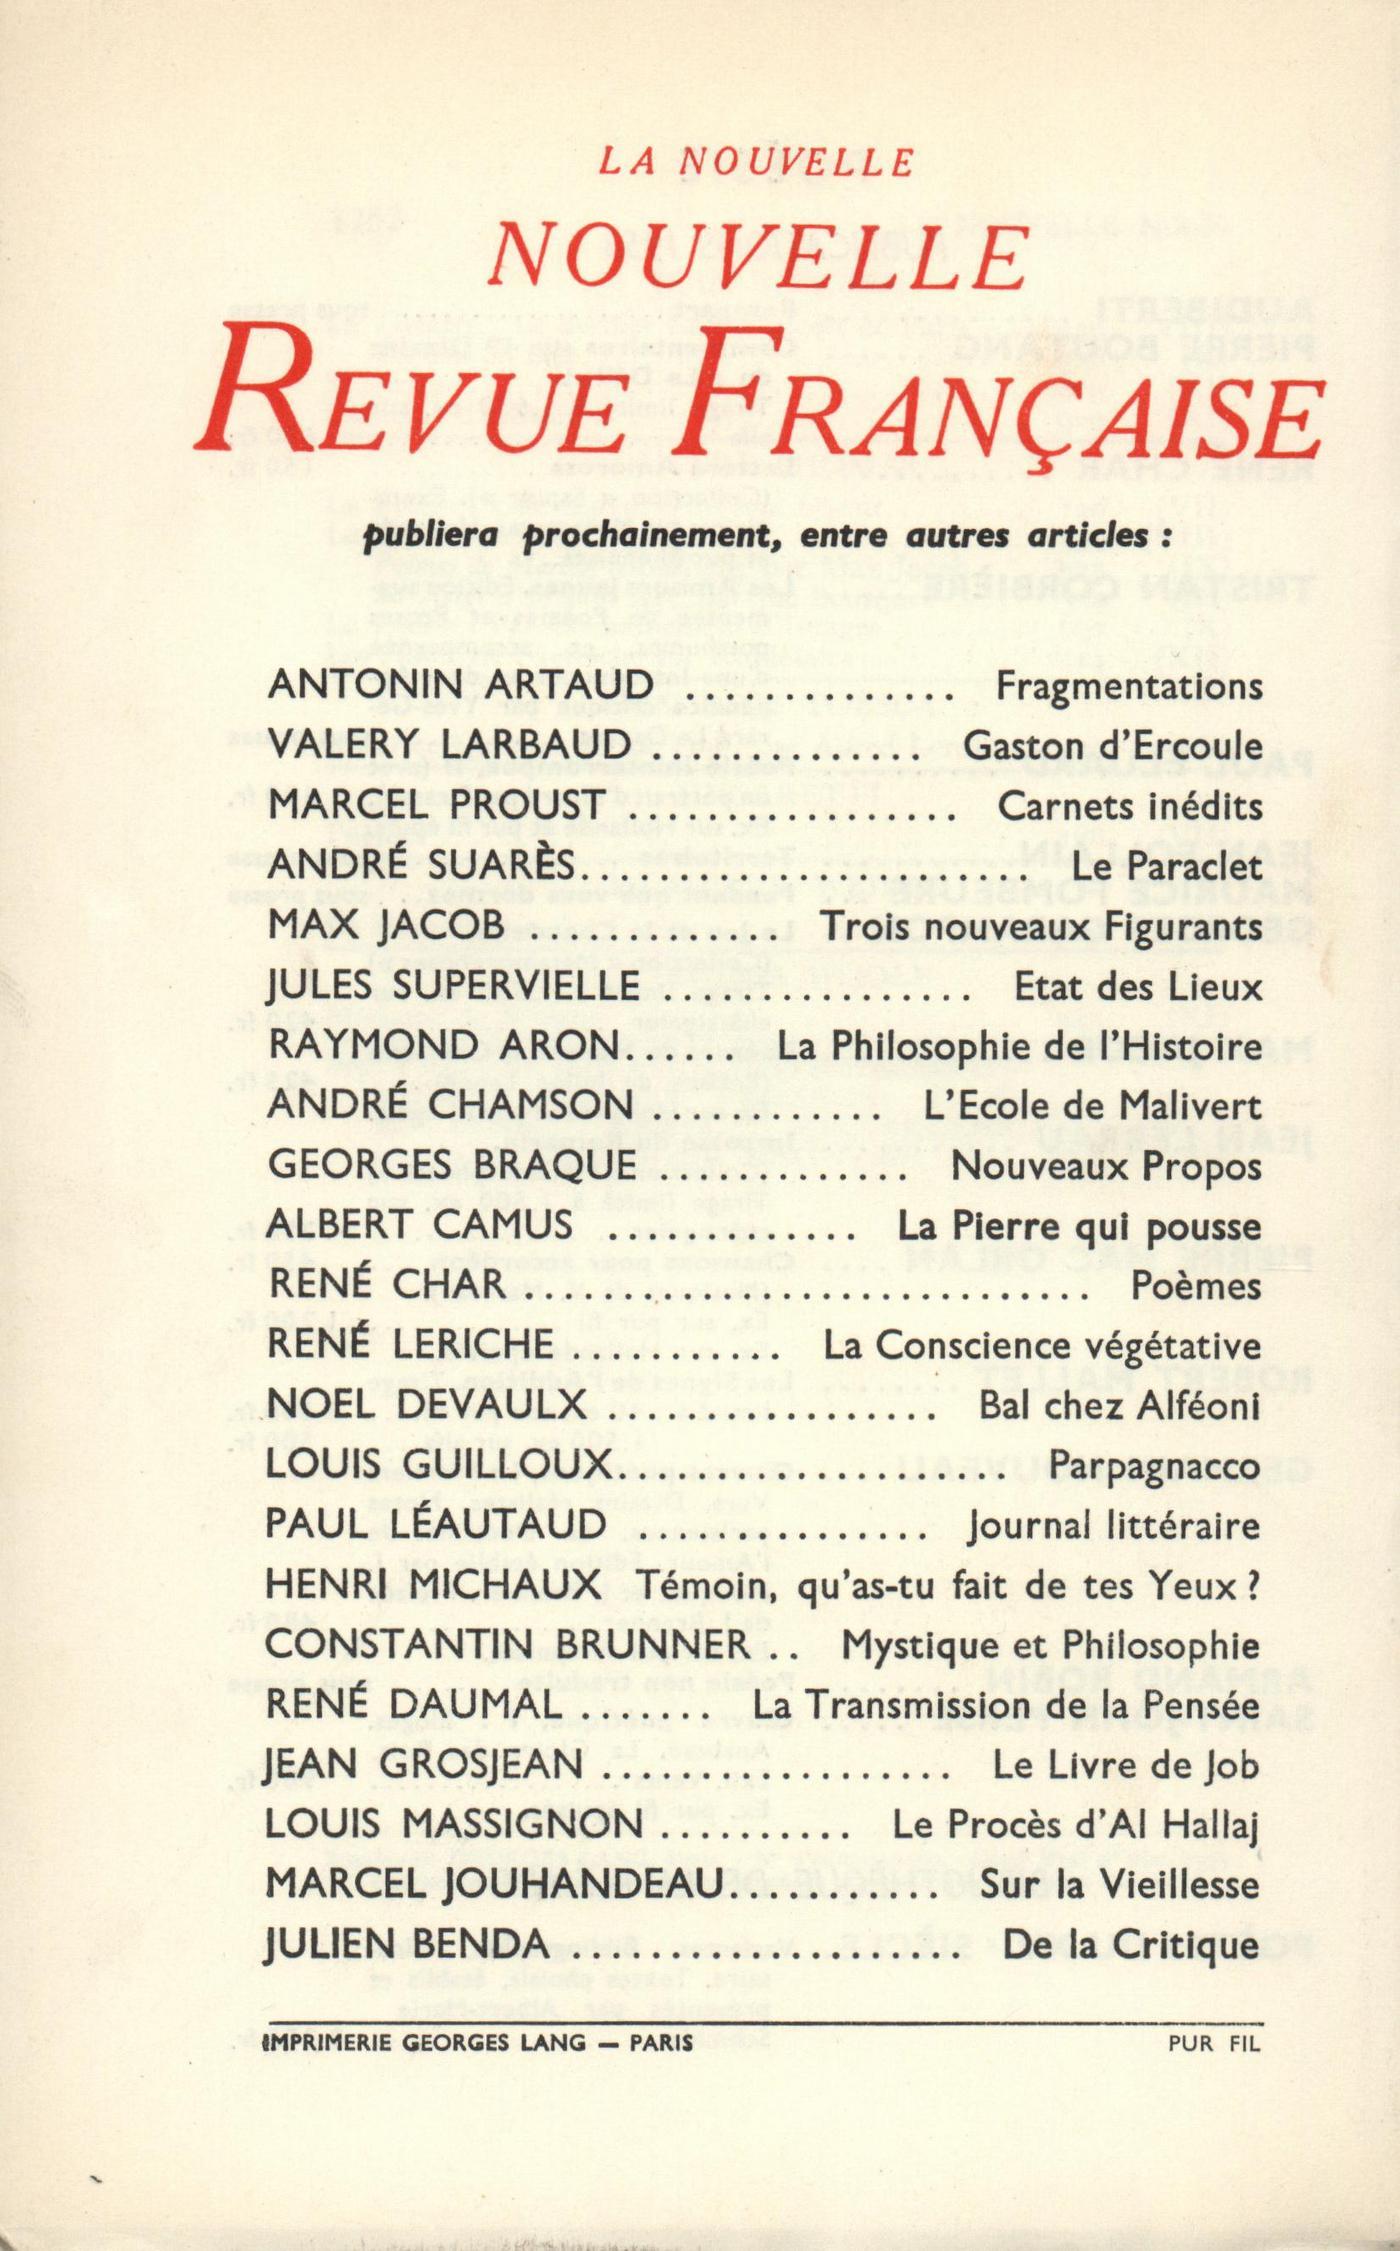 LA NOUVELLE
NOUVELLE
REVUE FRANÇAISE
publiera prochainement, entre autres articles :
ANTONIN ARTAUD .............. Fragmentations
VALERY LARBAUD .............. Gaston d'Ercoule
MARCEL PROUST ................. Carnets inédits
ANDRÉ SUARÈS....................... Le Paraclet
MAX JACOB ............. Trois nouveaux Figurants
JULES SUPERVIELLE ................ Etat des Lieux
RAYMOND ARON...... La Philosophie de l'Histoire
ANDRÉ CHAMSON ............ L'Ecole de Malivert
GEORGES BRAQUE ............. Nouveaux Propos
ALBERT CAMUS ............. La Pierre qui pousse
RENÉ CHAR ............................. Poèmes
RENÉ LERICHE ........... La Conscience végétative
NOEL DEVAULX ................. Bal chez Alféoni
LOUIS GUILLOUX.................... Parpagnacco
PAUL LÉAUTAUD ............... Journal littéraire
HENRI MICHAUX Témoin, qu'as-tu fait de tes Yeux ?
CONSTANTIN BRUNNER .. Mystique et Philosophie
RENÉ DAUMAL ....... La Transmission de la Pensée
JEAN GROSJEAN .................. Le Livre de Job
LOUIS MASSIGNON .......... Le Procès d'Al Hallaj
MARCEL JOUHANDEAU........... Sur la Vieillesse
JULIEN BENDA .................... De la Critique
IMPRIMERIE GEORGES LANG — PARIS PUR FIL